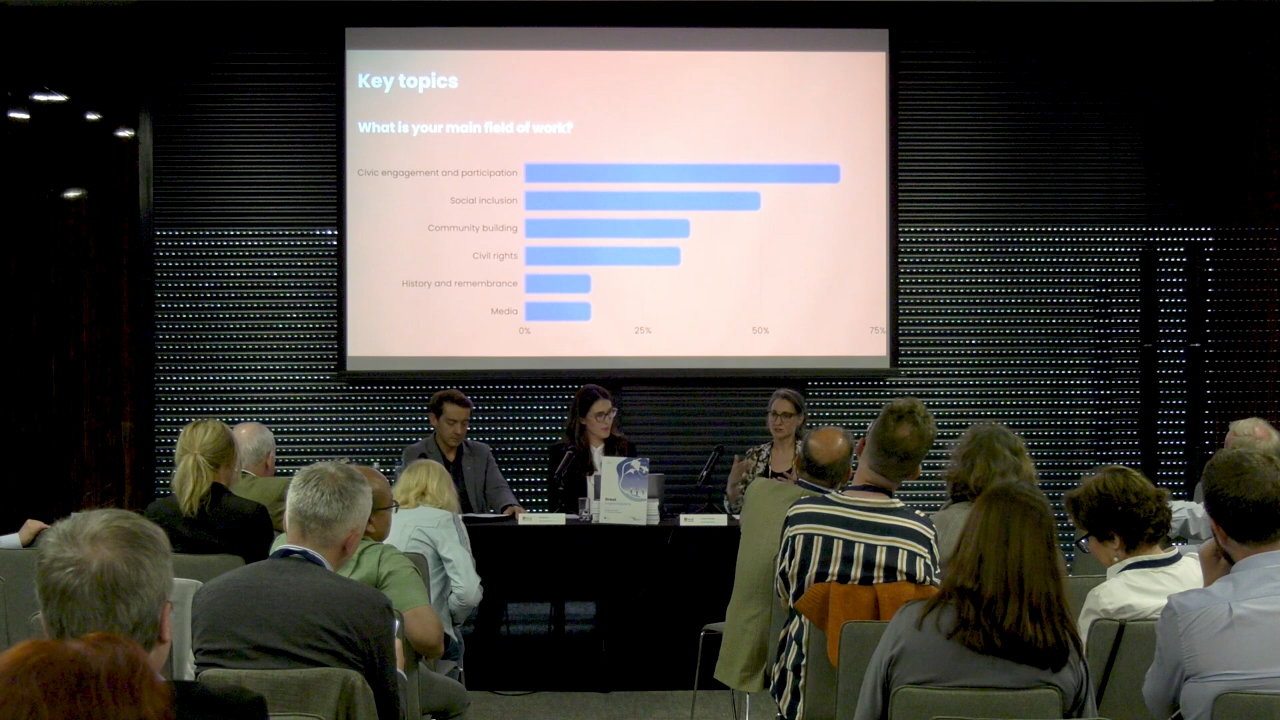 Key topics
What is your main field of work?
Civic engagement and participation
Social inclusion
Community building
Civil rights
History and remembrance
Media
0% 25% 50% 75%